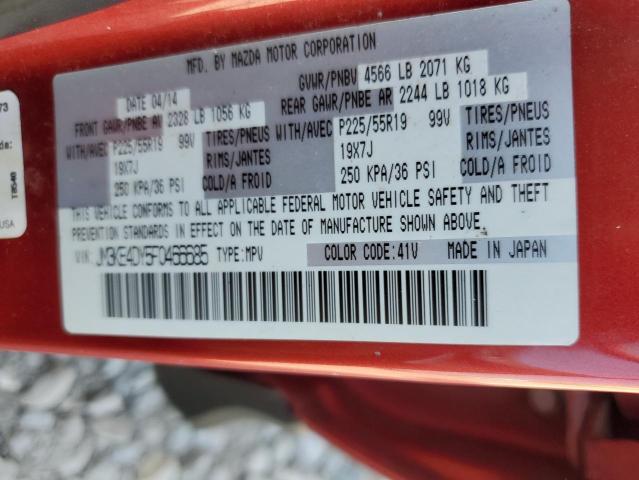 MFD. BY MAZDA MOTOR CORPORATION
DATE 04/14 GVWR/PNBV 4566 LB 2071 KG
FRONT GAWR/PNBE AV 2328 LB 1056 KG REAR GAWR/PNBE AR 2244 LB 1018 KG
WITH/AVEC P225/55R19 99V TIRES/PNEUS WITH/AVEC P225/55R19 99V TIRES/PNEUS
19X7J RIMS/JANTES 19X7J RIMS/JANTES
250 KPA/36 PSI COLD/A FROID 250 KPA/36 PSI COLD/A FROID
THIS VEHICLE CONFORMS TO ALL APPLICABLE FEDERAL MOTOR VEHICLE SAFETY AND THEFT
PREVENTION STANDARDS IN EFFECT ON THE DATE OF MANUFACTURE SHOWN ABOVE.
VIN: TYPE:MPV COLOR CODE:41V MADE IN JAPAN
73
USA